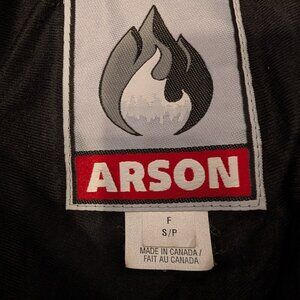 ARSON
F
S/P
MADE IN CANADA/
FAIT AU CANADA